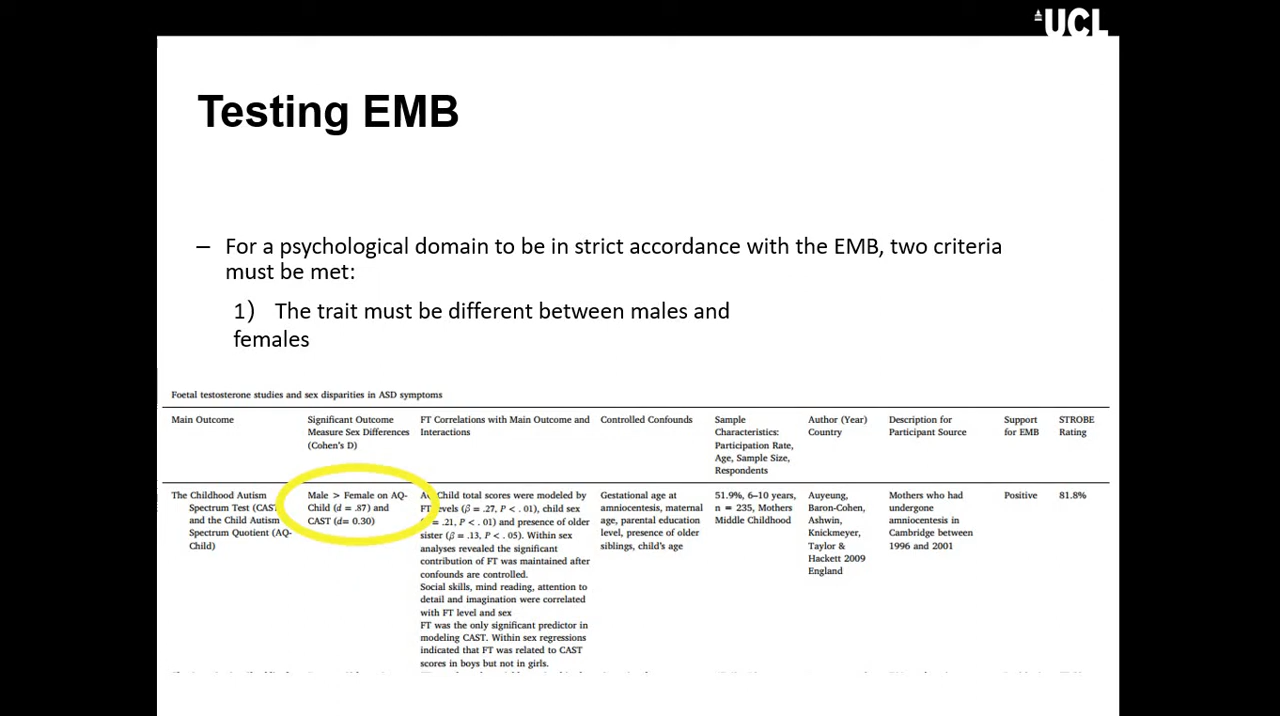 UCL
Testing EMB
– For a psychological domain to be in strict accordance with the EMB, two criteria
must be met:
1) The trait must be different between males and
females
Foetal testosterone studies and sex disparities in ASD symptoms
Main Outcome
Significant Outcome
Measure Sex Differences
(Cohen's D)
FT Correlations with Main Outcome and
Interactions
Controlled Confounds
Sample
Characteristics:
Participation Rate,
Age, Sample Size,
Respondents
Author (Year)
Country
Description for
Participant Source
Support
for EMB
STROBE
Rating
The Childhood Autism
Spectrum Test (CAST
and the Child Autism
Spectrum Quotient (AQ-
Child)
Male > Female on AQ-
Child (d = .87) and
CAST (d= 0.30)
Child total scores were modeled by
FT levels (β = .27, P < .01), child sex
= .21, P < .01) and presence of older
sister (β = .13, P < .05). Within sex
analyses revealed the significant
contribution of FT was maintained after
confounds are controlled.
Social skills, mind reading, attention to
detail and imagination were correlated
with FT level and sex
FT was the only significant predictor in
modeling CAST. Within sex regressions
indicated that FT was related to CAST
scores in boys but not in girls.
Gestational age at
amniocentesis, maternal
age, parental education
level, presence of older
siblings, child's age
51.9%, 6–10 years,
n = 235, Mothers
Middle Childhood
Auyeung,
Baron-Cohen,
Ashwin,
Knickmeyer,
Taylor &
Hackett 2009
England
Mothers who had
undergone
amniocentesis in
Cambridge between
1996 and 2001
Positive
81.8%